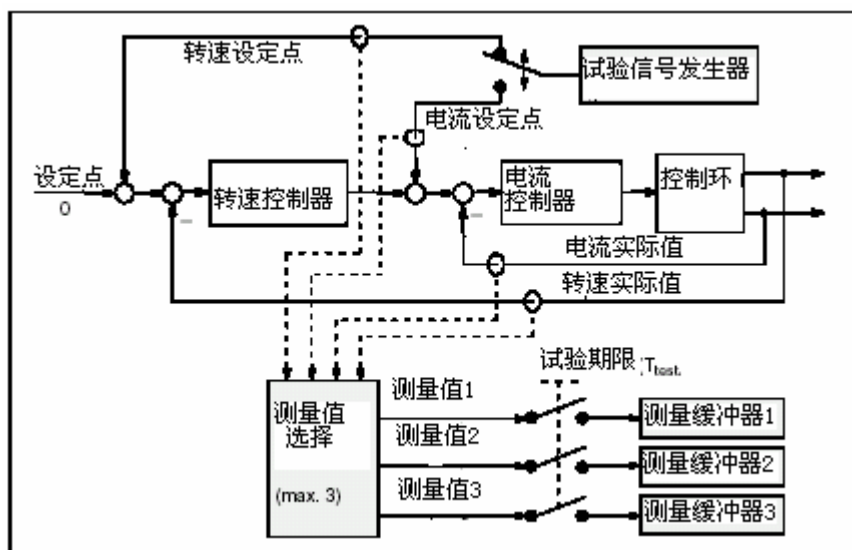 转速设定点
试验信号发生器
电流设定点
设定点
0
转速控制器
电流
控制器
控制环
电流实际值
转速实际值
试验期限 Ttest
测量值
选择
(max. 3)
测量值1
测量缓冲器1
测量值2
测量缓冲器2
测量值3
测量缓冲器3